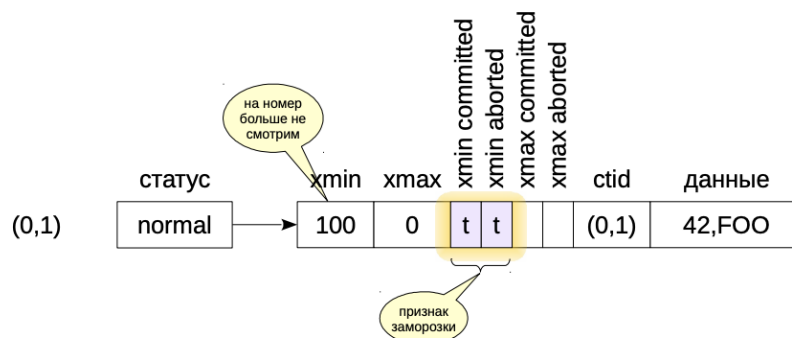 на номер
больше не
смотрим
xmin committed
xmin aborted
xmax committed
xmax aborted
статус
xmin
xmax
ctid
данные
(0,1)
normal
100
0
t
t
(0,1)
42,FOO
признак
заморозки